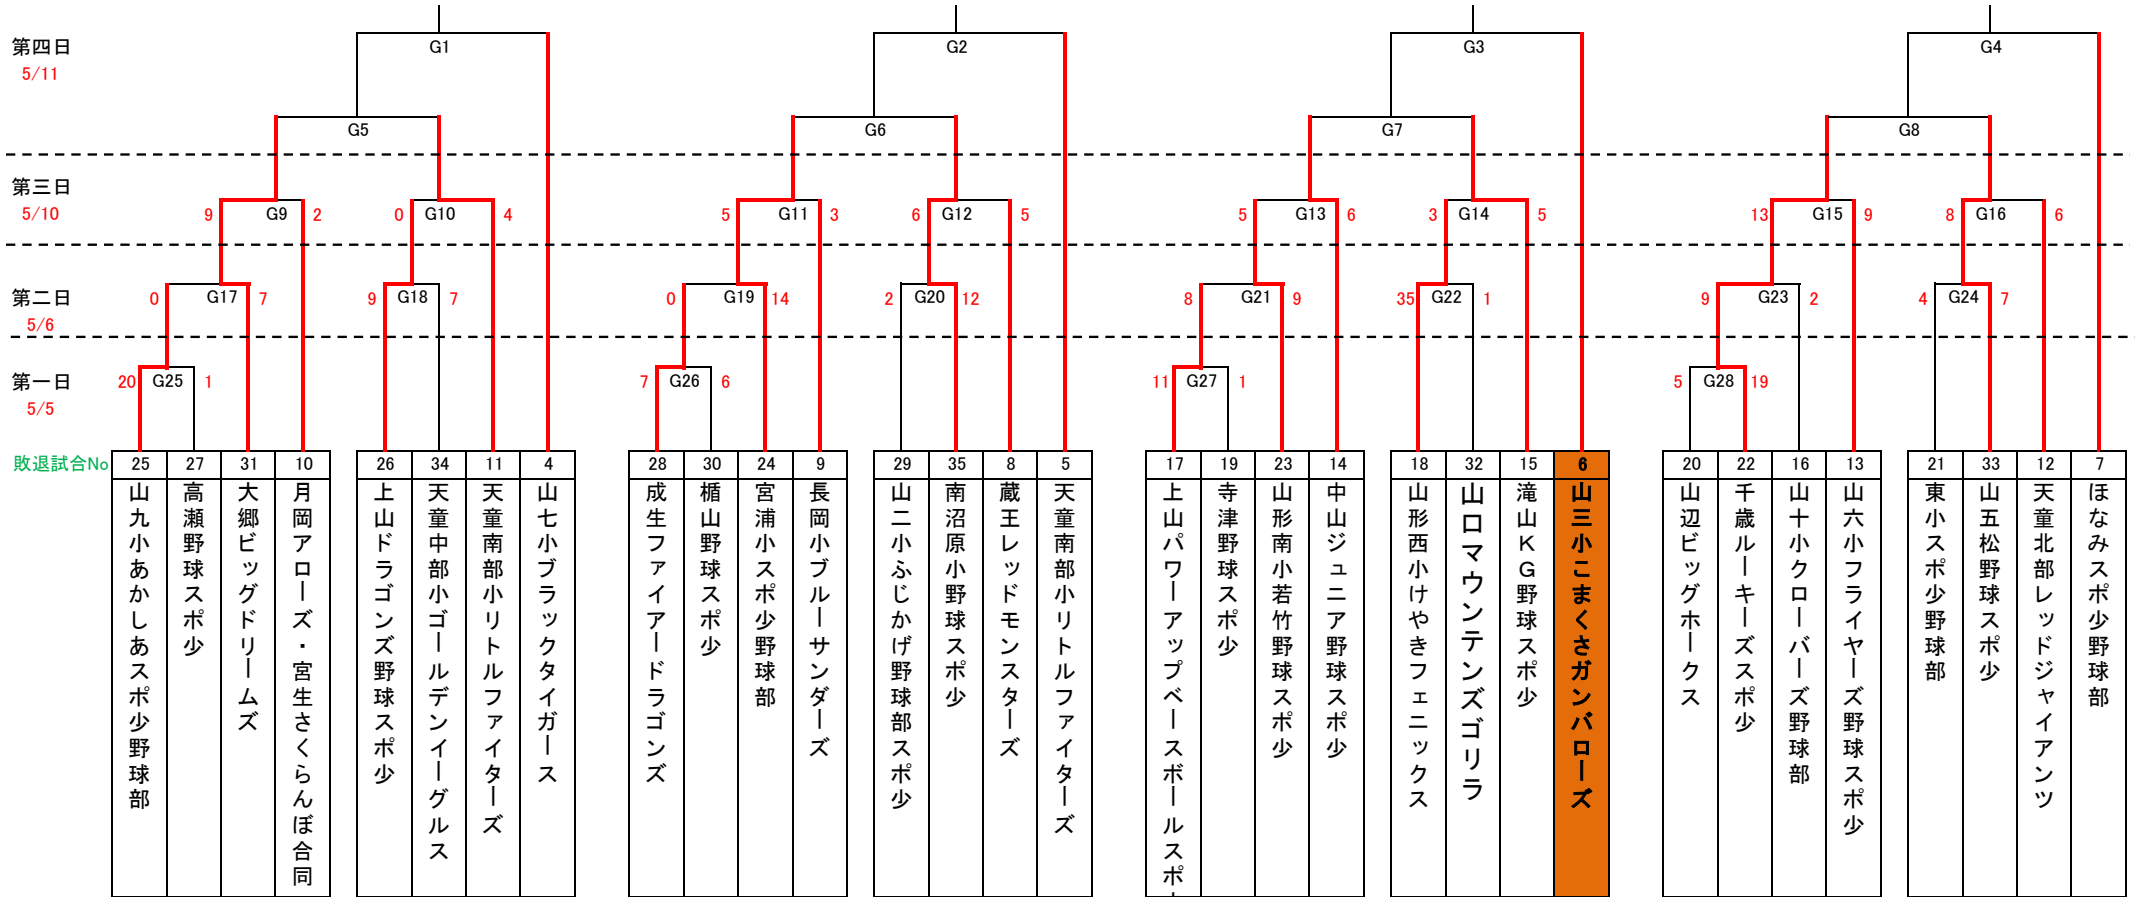 第四日
5/11
G1 G2 G3 G4
G5 G6 G7 G8
第三日
5/10
9 G9 2 0 G10 4 5 G11 3 6 G12 5 5 G13 6 3 G14 5 13 G15 9 8 G16 6
第二日
5/6
0 G17 7 9 G18 7 0 G19 14 2 G20 12 8 G21 9 35 G22 1 9 G23 2 4 G24 7
第一日
5/5
20 G25 1 7 G26 6 11 G27 1 5 G28 19
敗退試合No 25 27 31 10 26 34 11 4 28 30 24 9 29 35 8 5 17 19 23 14 18 32 15 6 20 22 16 13 21 33 12 7
山九小あかしあスポ少野球部
高瀬野球スポ少
大郷ビッグドリームズ
月岡アローズ・宮生さくらんぼ合同
上山ドラゴンズ野球スポ少
天童中部小ゴールデンイーグルス
天童南部小リトルファイターズ
山七小ブラックタイガース
成生ファイアードラゴンズ
楯山野球スポ少
宮浦小スポ少野球部
長岡小ブルーサンダーズ
山二小ふじかげ野球部スポ少
南沼原小野球スポ少
蔵王レッドモンスターズ
天童南部小リトルファイターズ
上山パワーアップベースボールスポ
寺津野球スポ少
山形南小若竹野球スポ少
中山ジュニア野球スポ少
山形西小けやきフェニックス
山口マウンテンズゴリラ
滝山KG野球スポ少
山三小こまくさガンバローズ
山辺ビッグホークス
千歳ルーキーズスポ少
山十小クローバーズ野球部
山六小フライヤーズ野球スポ少
東小スポ少野球部
山五松野球スポ少
天童北部レッドジャイアンツ
ほなみスポ少野球部